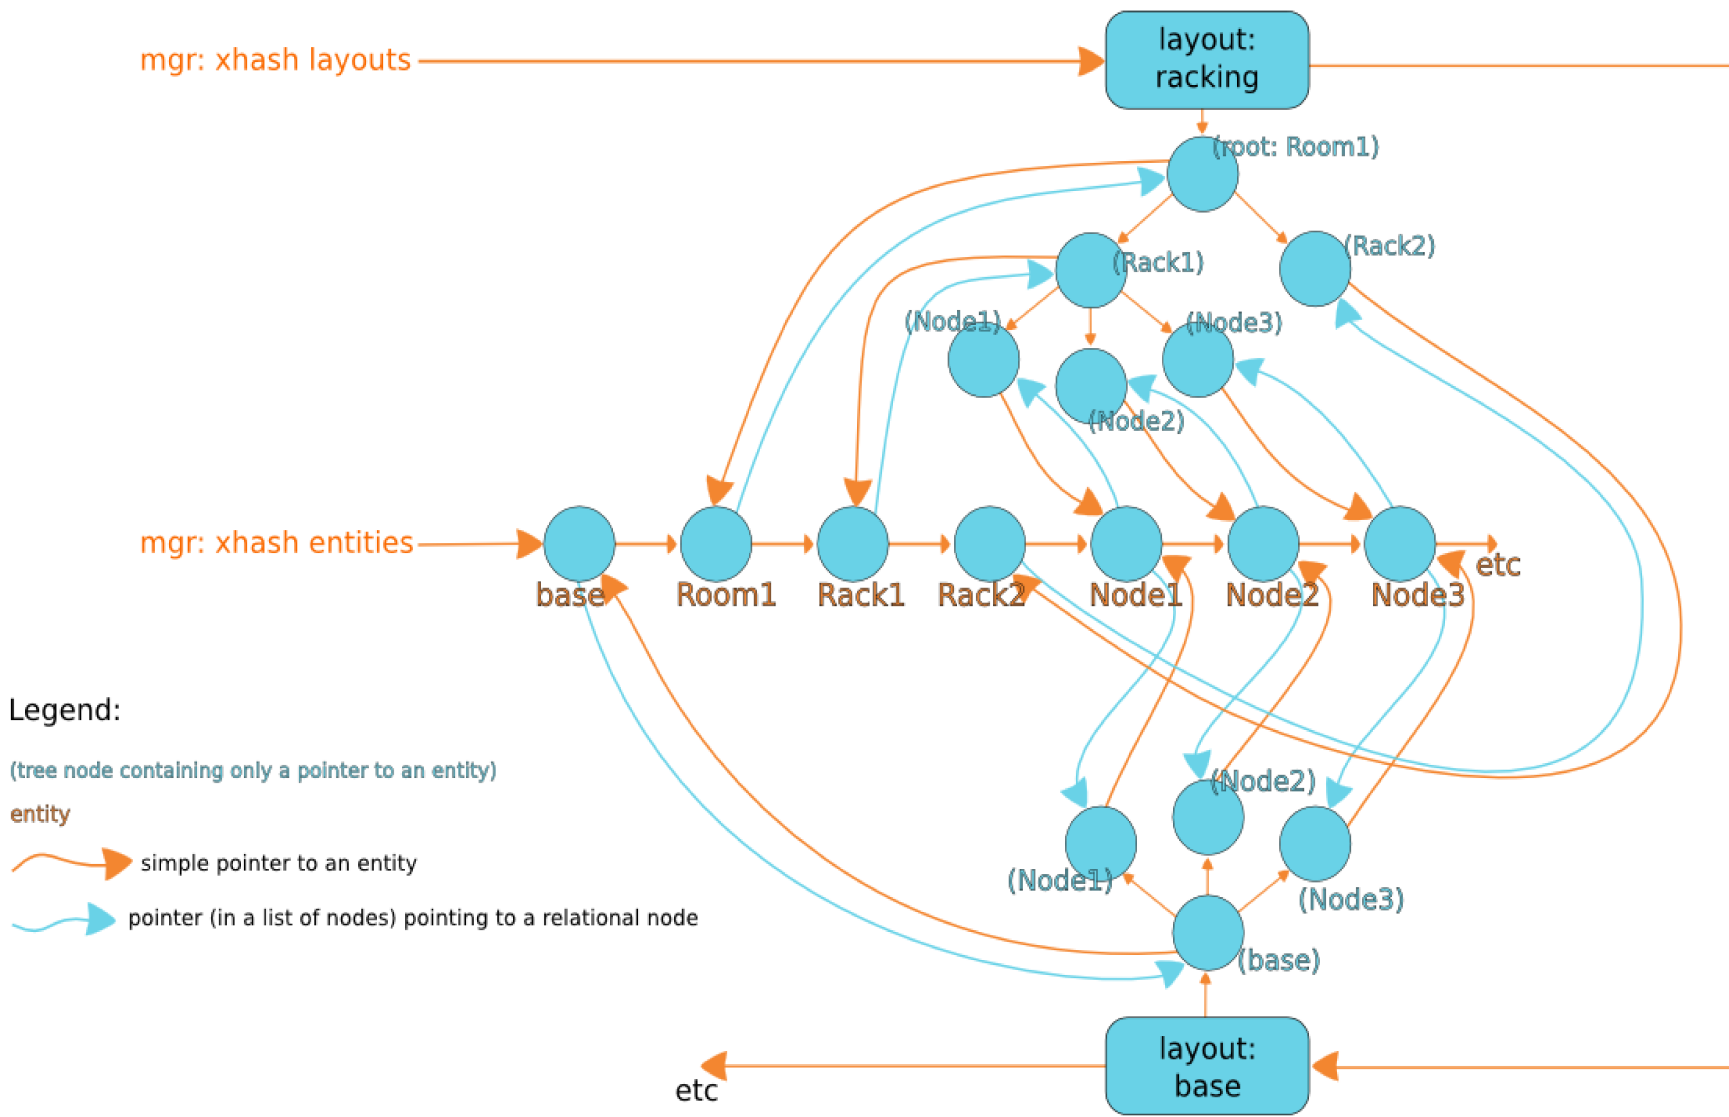 layout:
racking
mgr: xhash layouts
(root: Room1)
(Rack2)
(Rack1)
(Node1)
(Node3)
(Node2)
mgr: xhash entities
etc
base
Room1
Rack1
Rack2
Node1
Node2
Node3
Legend:
(tree node containing only a pointer to an entity)
entity
simple pointer to an entity
pointer (in a list of nodes) pointing to a relational node
(Node2)
(Node1)
(Node3)
(base)
layout:
base
etc